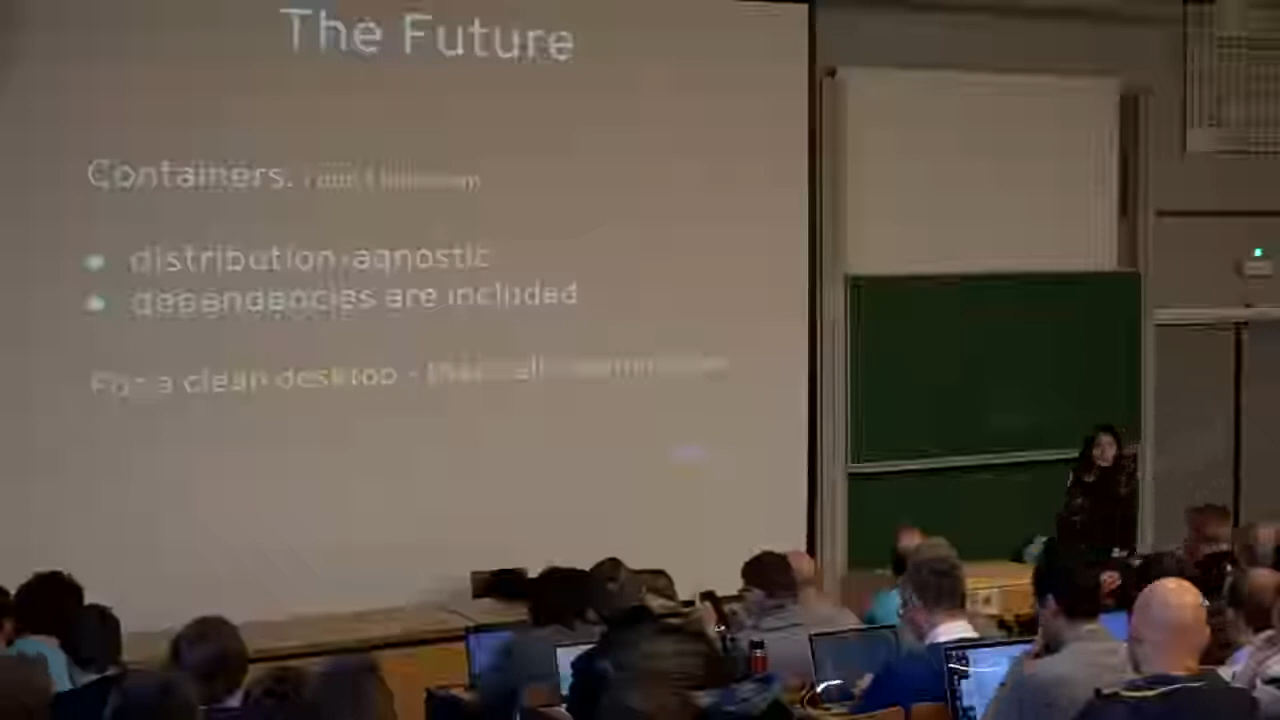 The Future
Containers.
distribution-agnostic
dependencies are included
For a clean desktop -